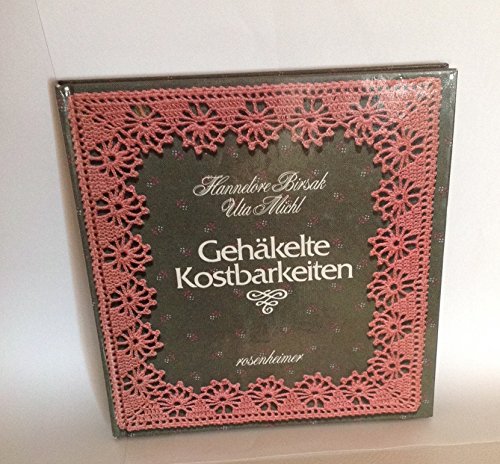 Hannelore Birsak
Uta Michl
Gehäkelte
Kostbarkeiten
rosenheimer